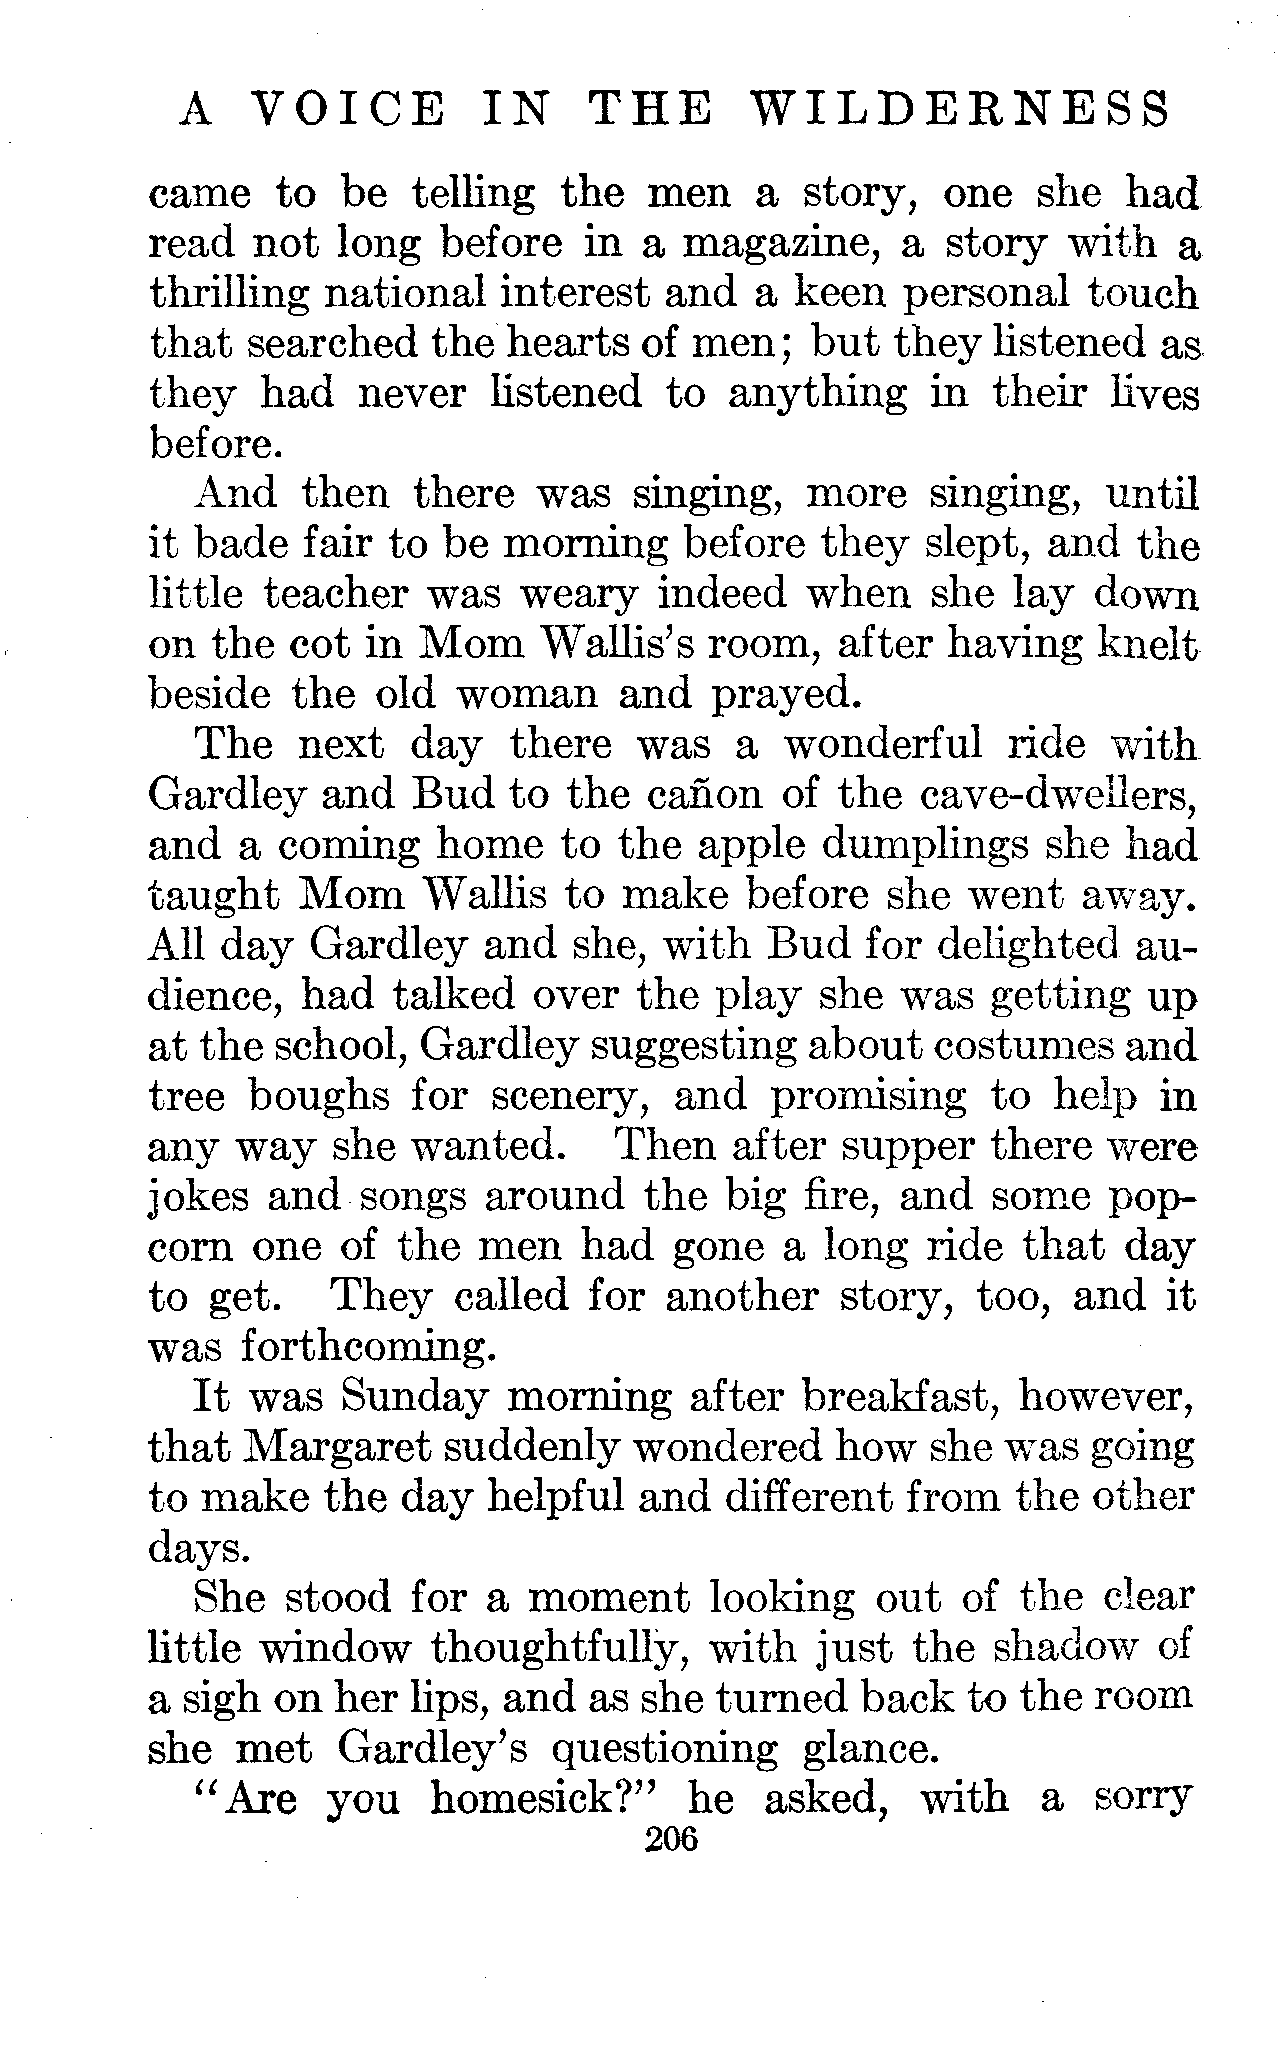 A VOICE IN THE WILDERNESS
came to be telling the men a story, one she had
read not long before in a magazine, a story with a
thrilling national interest and a keen personal touch
that searched the hearts of men; but they listened as
they had never listened to anything in their lives
before.
And then there was singing, more singing, until
it bade fair to be morning before they slept, and the
little teacher was weary indeed when she lay down
on the cot in Mom Wallis's room, after having knelt
beside the old woman and prayed.
The next day there was a wonderful ride with
Gardley and Bud to the cañon of the cave-dwellers,
and a coming home to the apple dumplings she had
taught Mom Wallis to make before she went away.
All day Gardley and she, with Bud for delighted au-
dience, had talked over the play she was getting up
at the school, Gardley suggesting about costumes and
tree boughs for scenery, and promising to help in
any way she wanted. Then after supper there were
jokes and songs around the big fire, and some pop-
corn one of the men had gone a long ride that day
to get. They called for another story, too, and it
was forthcoming.
It was Sunday morning after breakfast, however,
that Margaret suddenly wondered how she was going
to make the day helpful and different from the other
days.
She stood for a moment looking out of the clear
little window thoughtfully, with just the shadow of
a sigh on her lips, and as she turned back to the room
she met Gardley's questioning glance.
"Are you homesick?" he asked, with a sorry
206